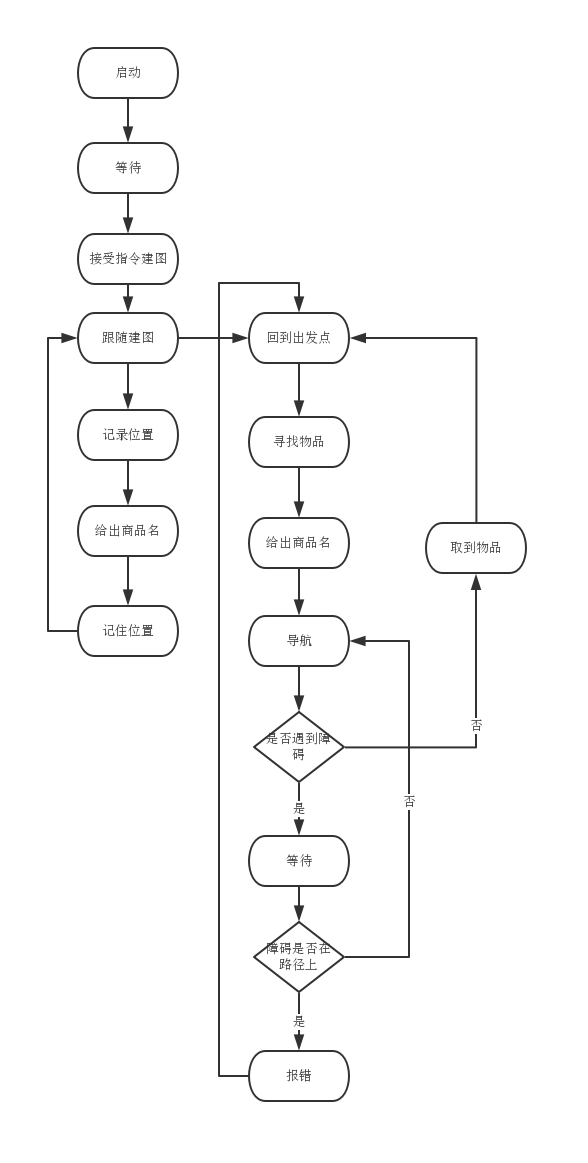 启动
等待
接受指令建图
跟随建图
记录位置
给出商品名
记住位置
回到出发点
寻找物品
给出商品名
导航
是否遇到障
碍
是
等待
障碍是否在
路径上
是
报错
否
取到物品
否